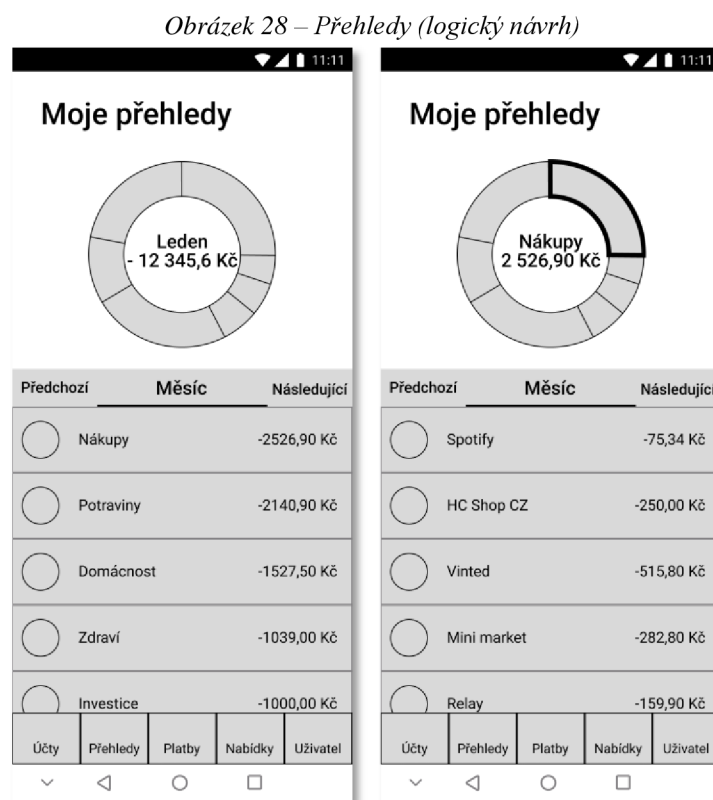 Obrázek 28 – Přehledy (logický návrh)
11:11
Moje přehledy
Leden
- 12 345,6 Kč
Předchozí Měsíc Následující
Nákupy -2526,90 Kč
Potraviny -2140,90 Kč
Domácnost -1527,50 Kč
Zdraví -1039,00 Kč
Investice -1000,00 Kč
Účty Přehledy Platby Nabídky Uživatel
11:11
Moje přehledy
Nákupy
2 526,90 Kč
Předchozí Měsíc Následující
Spotify -75,34 Kč
HC Shop CZ -250,00 Kč
Vinted -515,80 Kč
Mini market -282,80 Kč
Relay -159,90 Kč
Účty Přehledy Platby Nabídky Uživatel